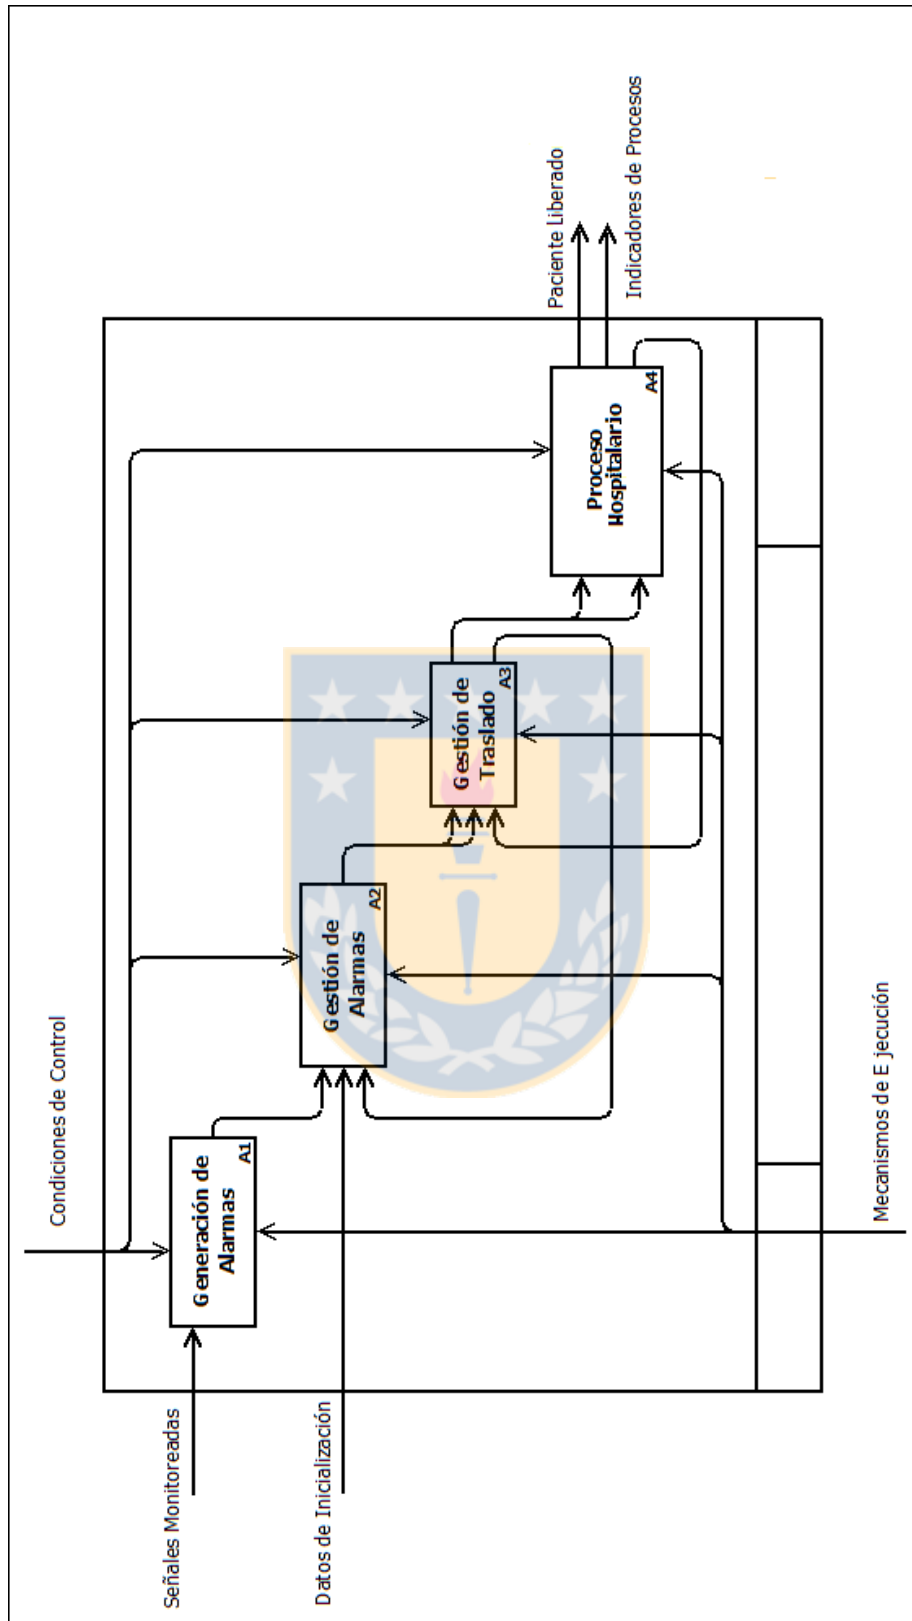 Condiciones de Control
Señales Monitoreadas
Generación de
Alarmas
A1
Datos de Inicialización
Gestión de
Alarmas
A2
Gestión de
Traslado
A3
Proceso
Hospitalario
A4
Paciente Liberado
Indicadores de Procesos
Mecanismos de E jecución